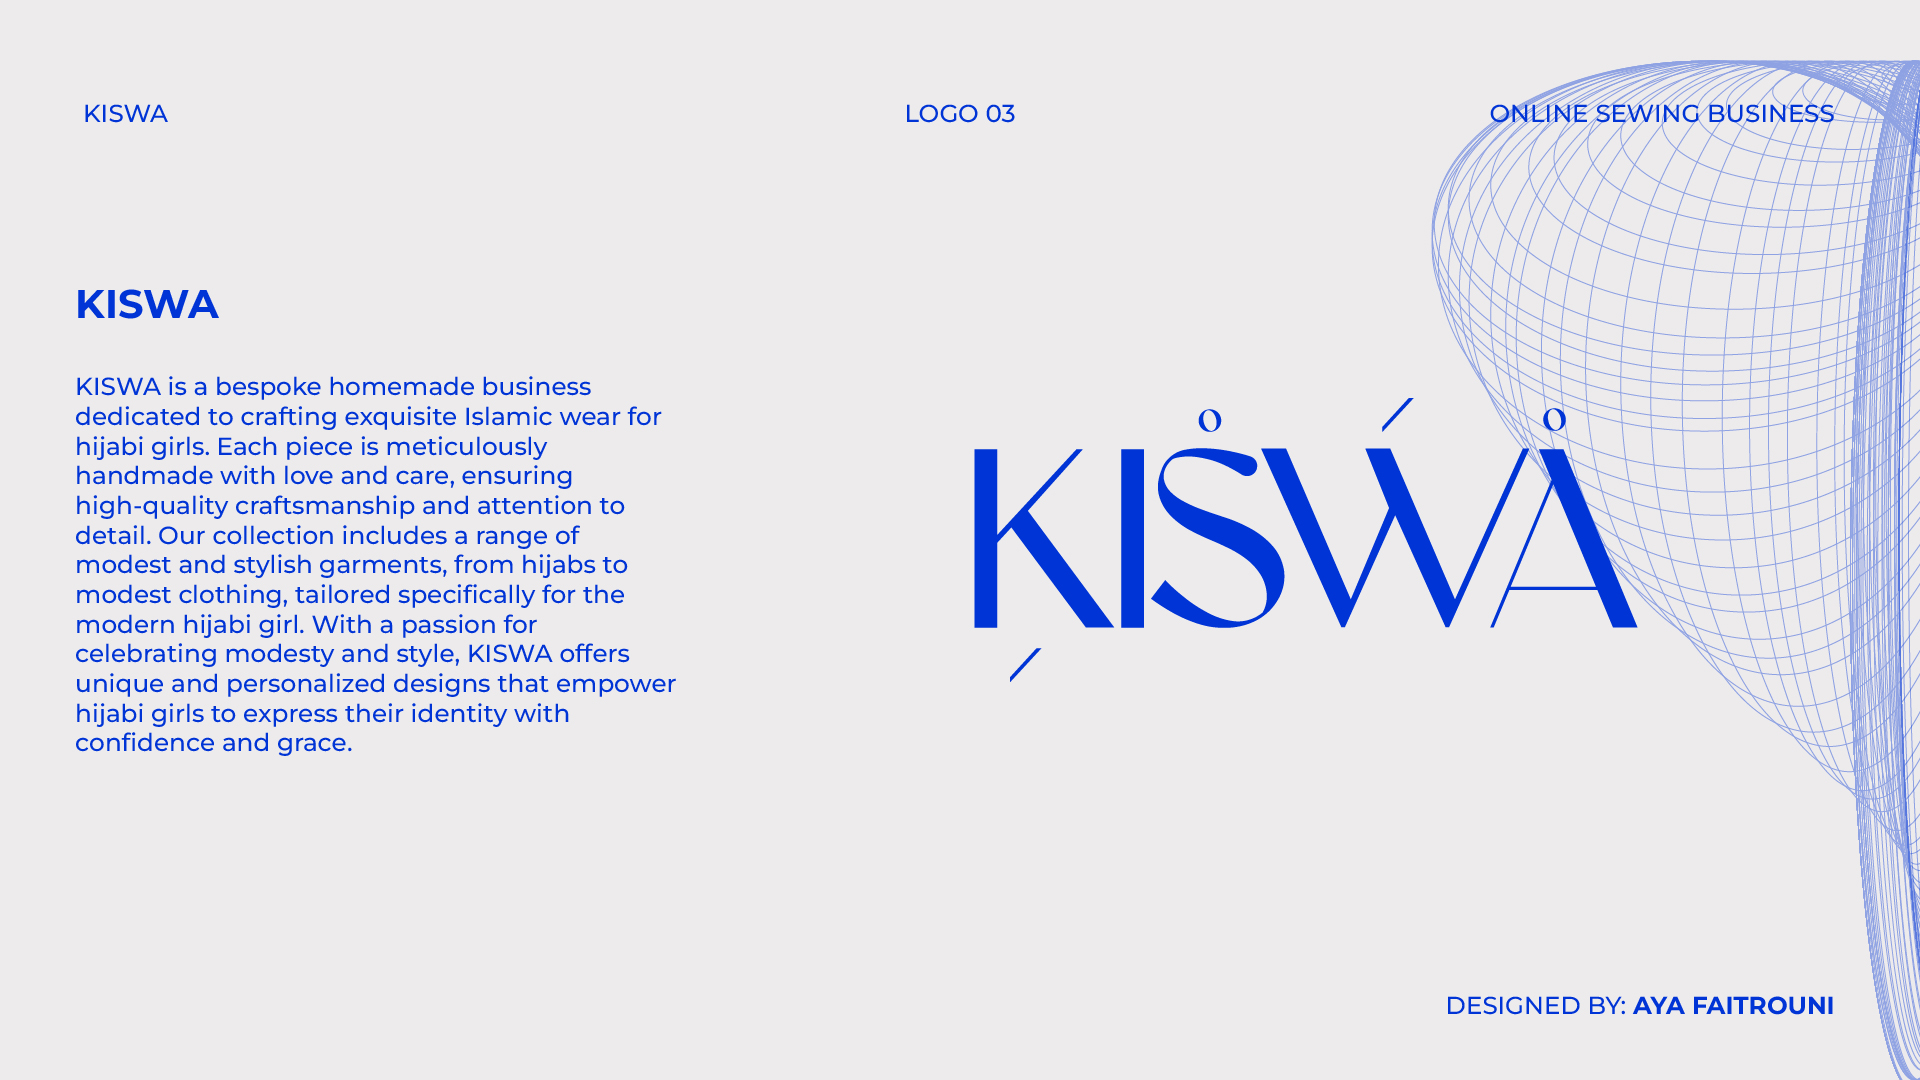 KISWA
LOGO 03
ONLINE SEWING BUSINESS
KISWA
KISWA is a bespoke homemade business
dedicated to crafting exquisite Islamic wear for
hijabi girls. Each piece is meticulously
handmade with love and care, ensuring
high-quality craftsmanship and attention to
detail. Our collection includes a range of
modest and stylish garments, from hijabs to
modest clothing, tailored specifically for the
modern hijabi girl. With a passion for
celebrating modesty and style, KISWA offers
unique and personalized designs that empower
hijabi girls to express their identity with
confidence and grace.
KISWA
DESIGNED BY: AYA FAITROUNI